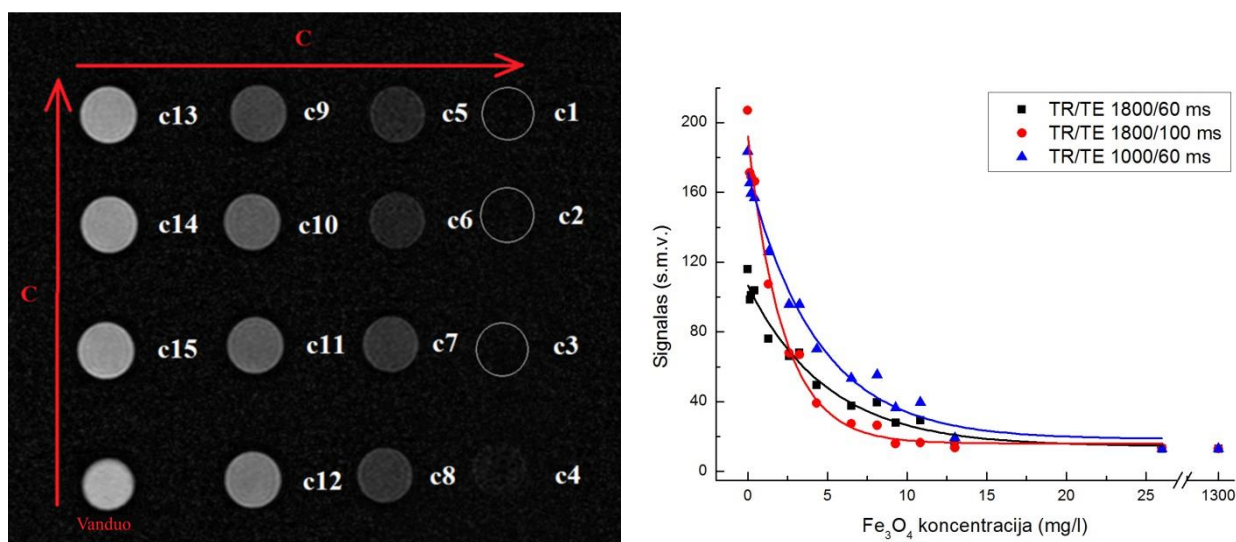 C
c13 c9 c5 c1
c14 c10 c6 c2
C
c15 c11 c7 c3
c12 c8 c4
Vanduo
Signalas (s.m.v.)
200
160
120
80
40
0
TR/TE 1800/60 ms
TR/TE 1800/100 ms
TR/TE 1000/60 ms
0 5 10 15 20 25 1300
Fe₃O₄ koncentracija (mg/l)